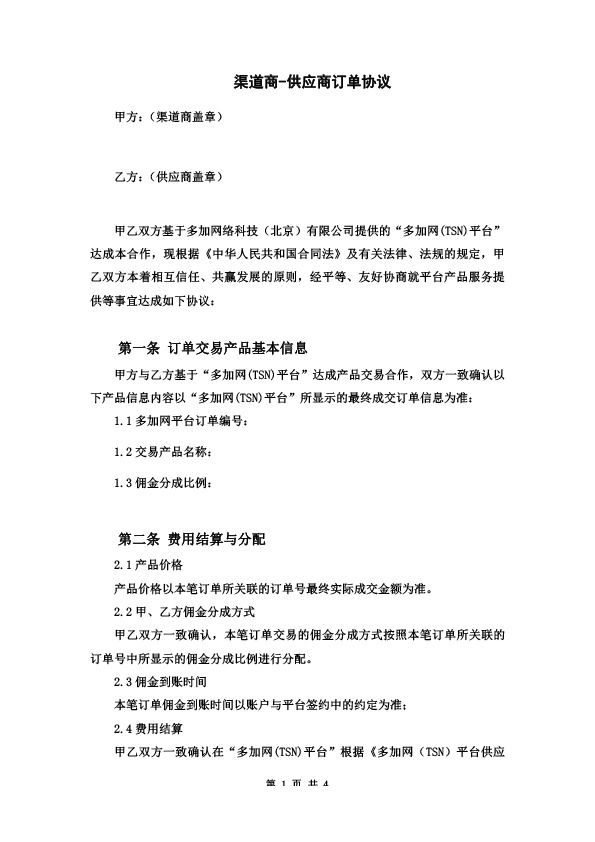 渠道商-供应商订单协议
甲方：（渠道商盖章）
乙方：（供应商盖章）
甲乙双方基于多加网络科技（北京）有限公司提供的“多加网(TSN)平台”
达成本合作，现根据《中华人民共和国合同法》及有关法律、法规的规定，甲
乙双方本着相互信任、共赢发展的原则，经平等、友好协商就平台产品服务提
供等事宜达成如下协议：
第一条 订单交易产品基本信息
甲方与乙方基于“多加网(TSN)平台”达成产品交易合作，双方一致确认以
下产品信息内容以“多加网(TSN)平台”所显示的最终成交订单信息为准：
1.1多加网平台订单编号：
1.2交易产品名称：
1.3佣金分成比例：
第二条 费用结算与分配
2.1产品价格
产品价格以本笔订单所关联的订单号最终实际成交金额为准。
2.2甲、乙方佣金分成方式
甲乙双方一致确认，本笔订单交易的佣金分成方式按照本笔订单所关联的
订单号中所显示的佣金分成比例进行分配。
2.3佣金到账时间
本笔订单佣金到账时间以账户与平台签约中的约定为准；
2.4费用结算
甲乙双方一致确认在“多加网(TSN)平台”根据《多加网（TSN）平台供应
第 1 页 共 4